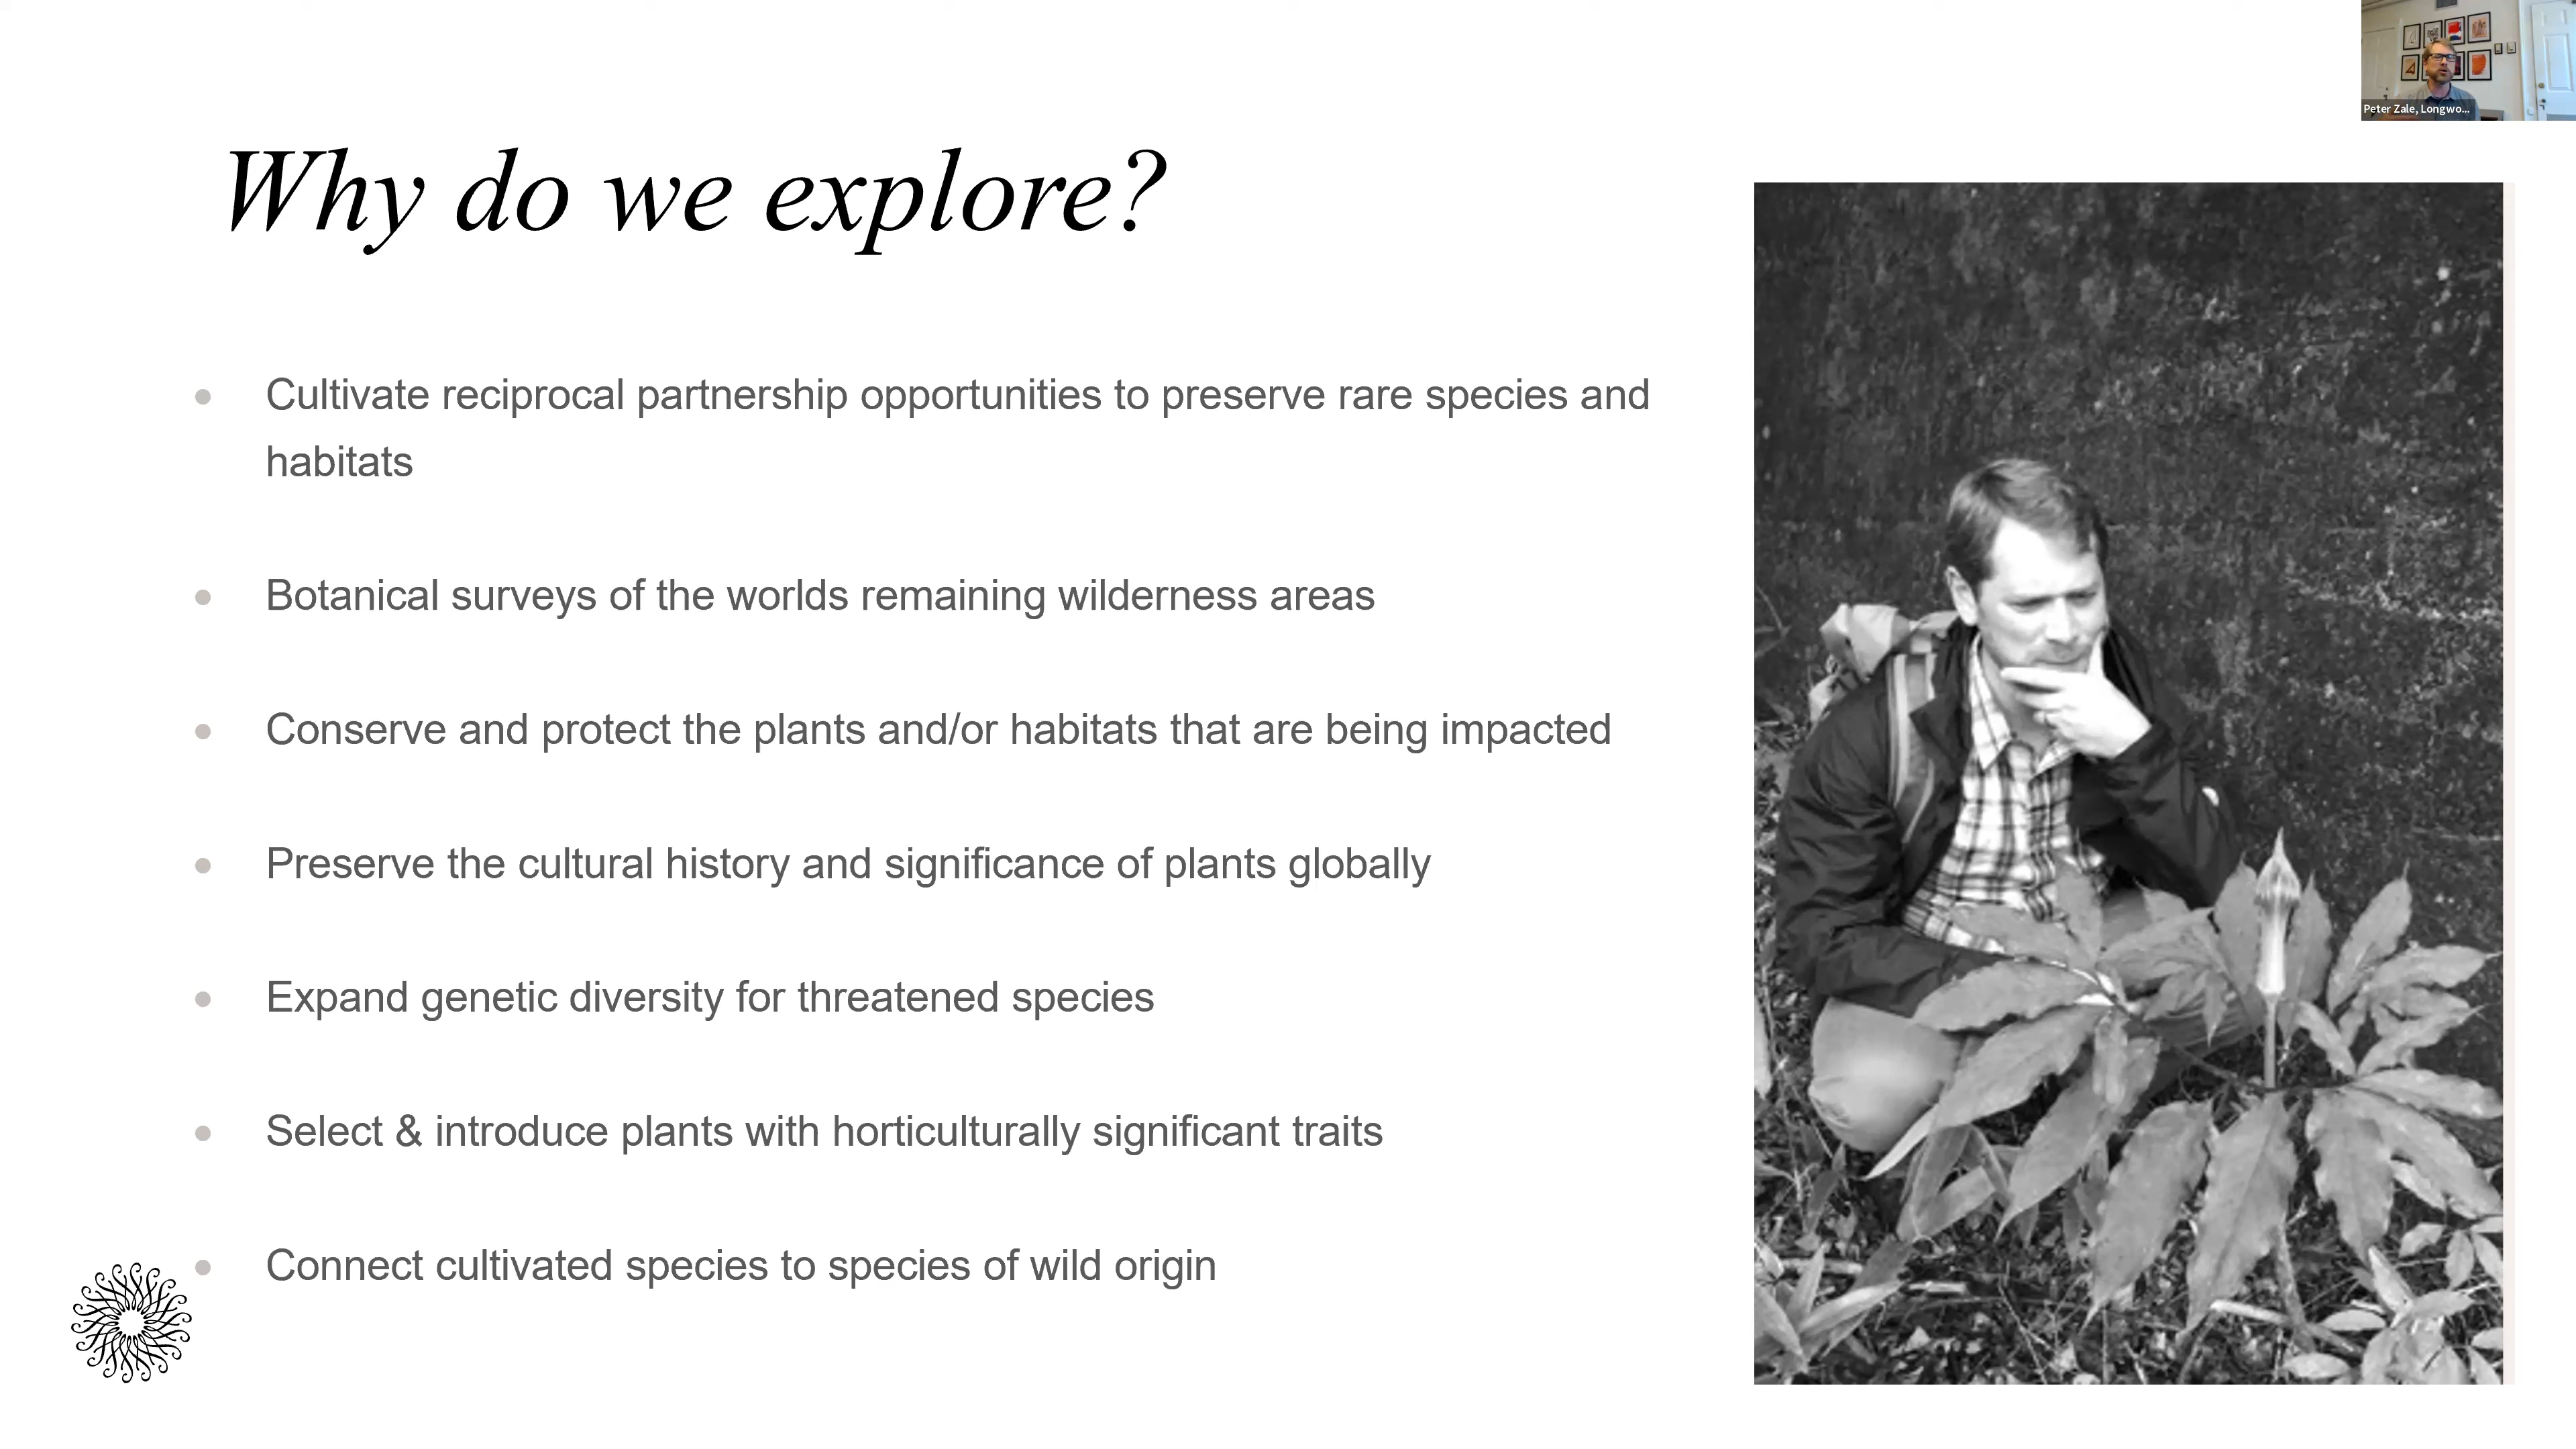 Peter Zale, Longwo...
Why do we explore?
Cultivate reciprocal partnership opportunities to preserve rare species and
habitats
Botanical surveys of the worlds remaining wilderness areas
Conserve and protect the plants and/or habitats that are being impacted
Preserve the cultural history and significance of plants globally
Expand genetic diversity for threatened species
Select & introduce plants with horticulturally significant traits
Connect cultivated species to species of wild origin